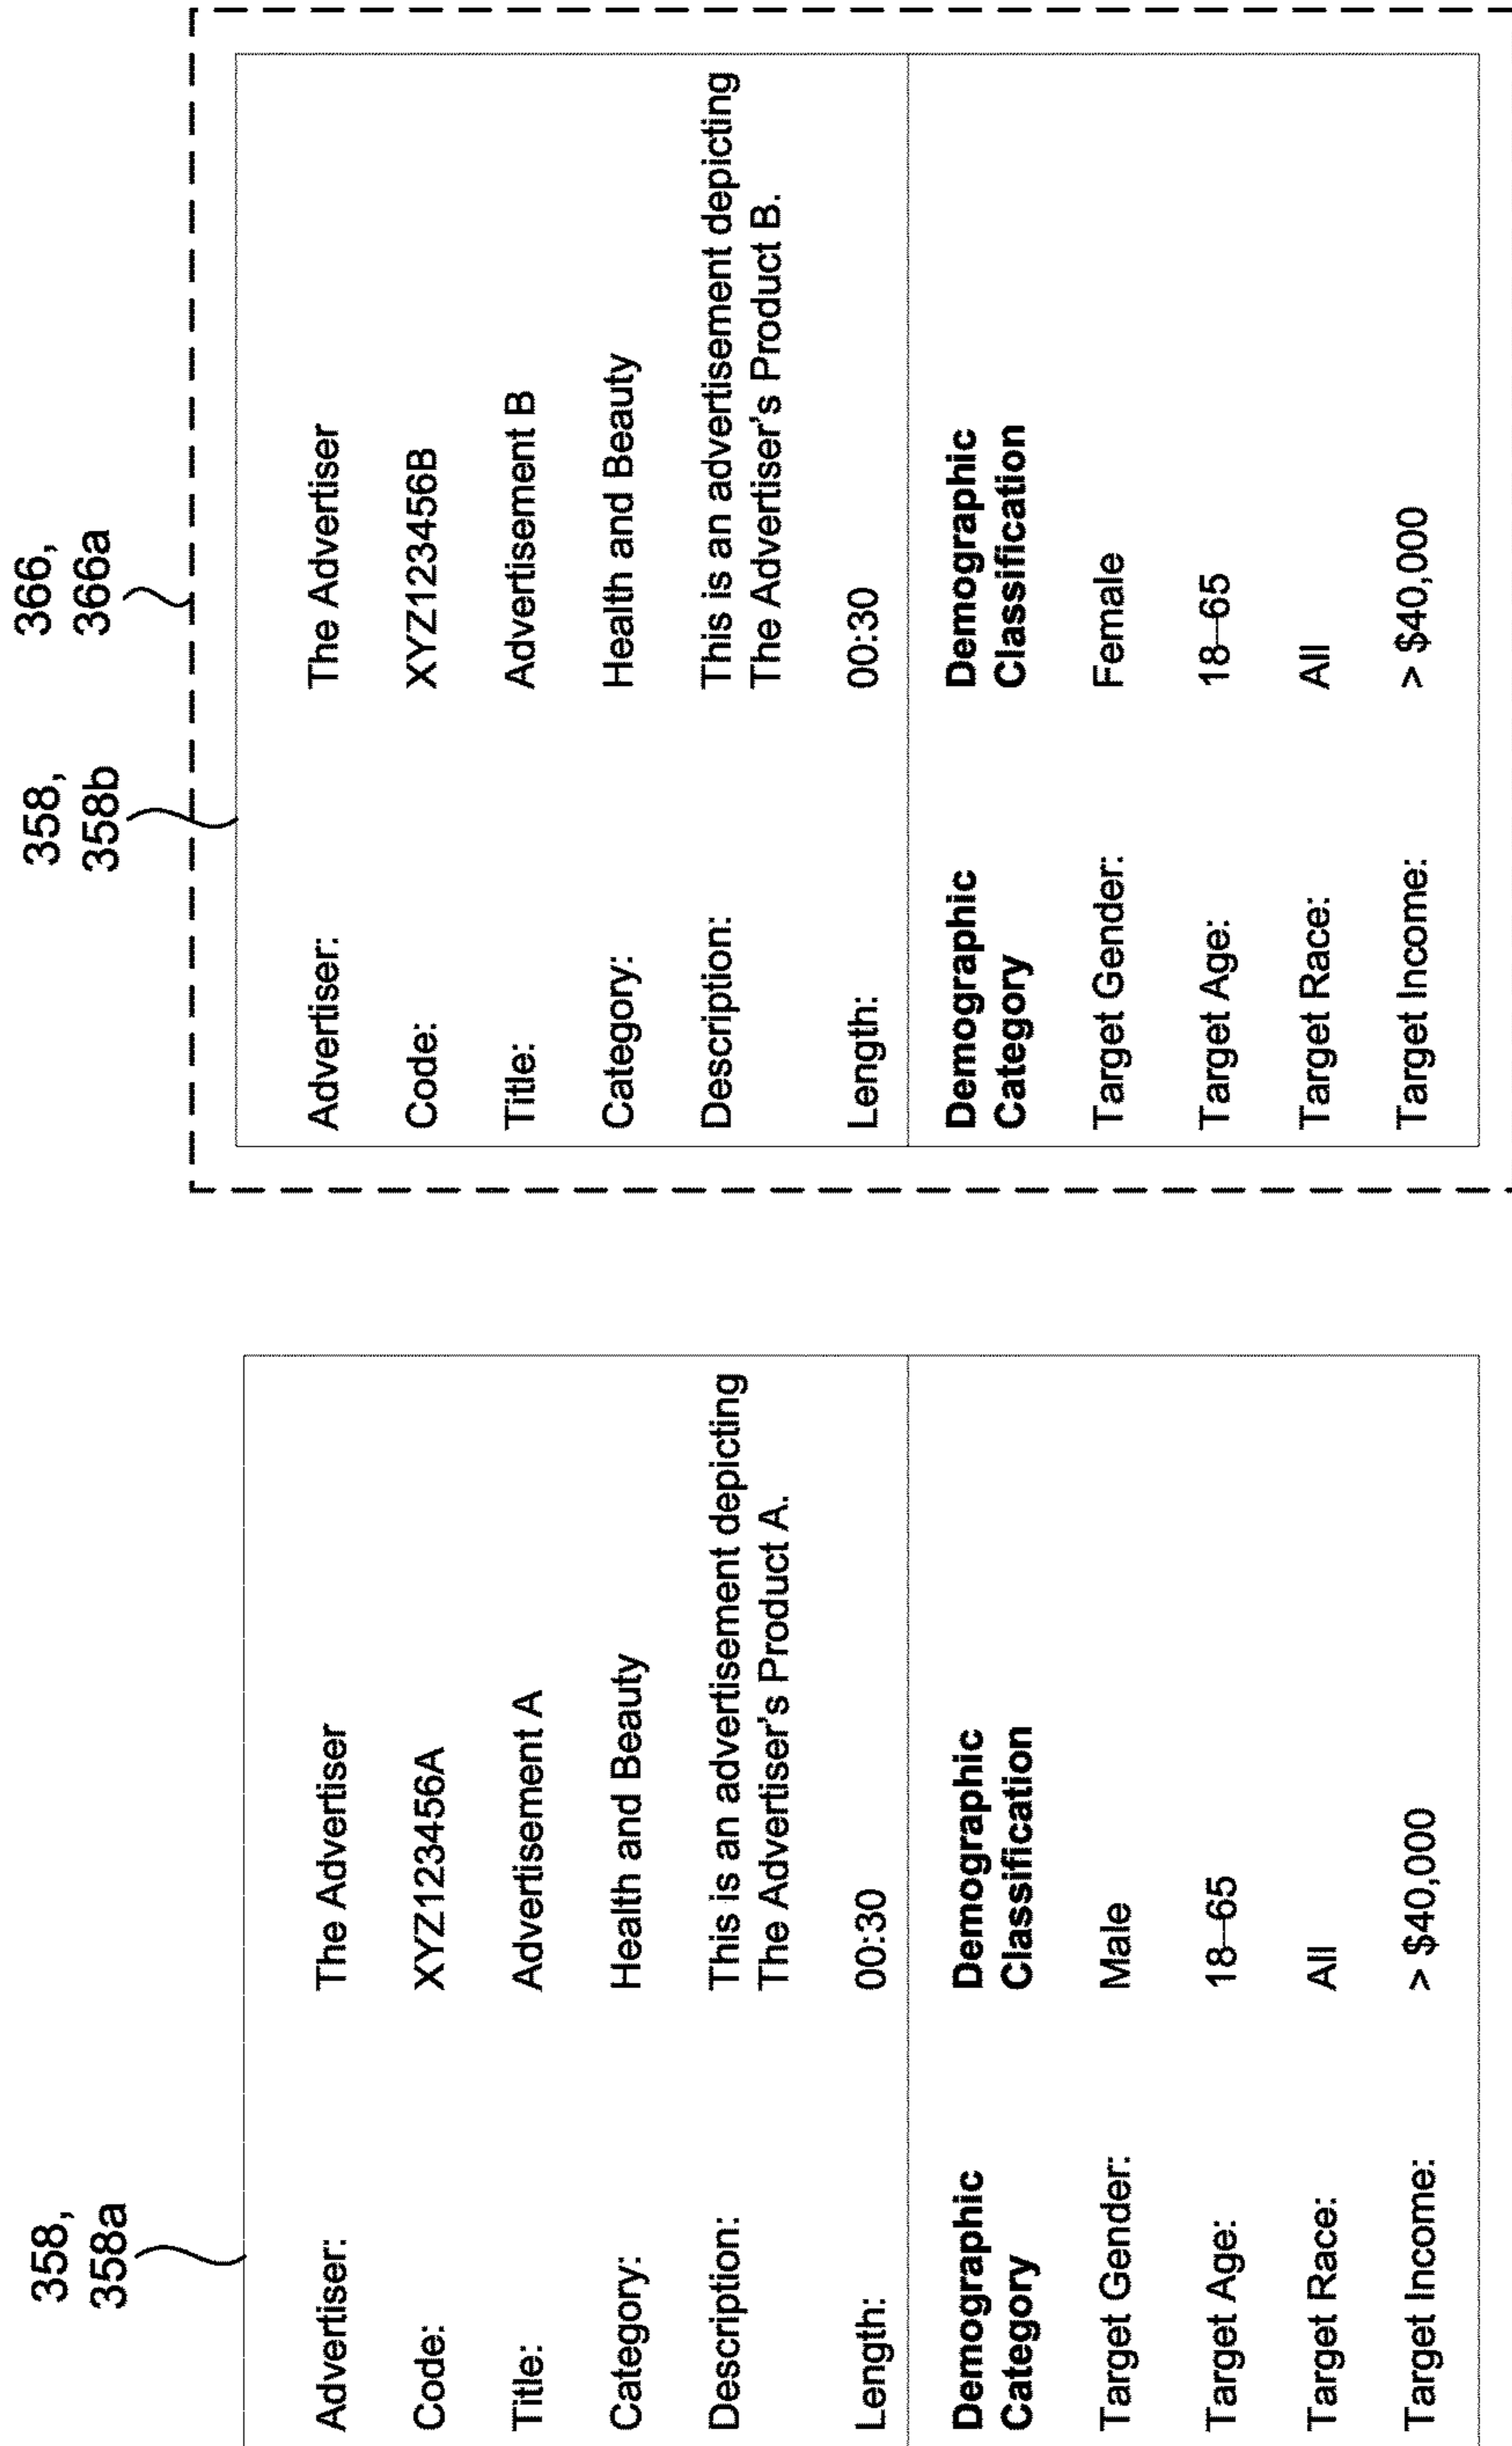 358,
358a
Advertiser: The Advertiser
Code: XYZ123456A
Title: Advertisement A
Category: Health and Beauty
Description: This is an advertisement depicting
The Advertiser's Product A.
Length: 00:30
Demographic Demographic
Category Classification
Target Gender: Male
Target Age: 18–65
Target Race: All
Target Income: > $40,000
358,
358b
366,
366a
Advertiser: The Advertiser
Code: XYZ123456B
Title: Advertisement B
Category: Health and Beauty
Description: This is an advertisement depicting
The Advertiser's Product B.
Length: 00:30
Demographic Demographic
Category Classification
Target Gender: Female
Target Age: 18–65
Target Race: All
Target Income: > $40,000